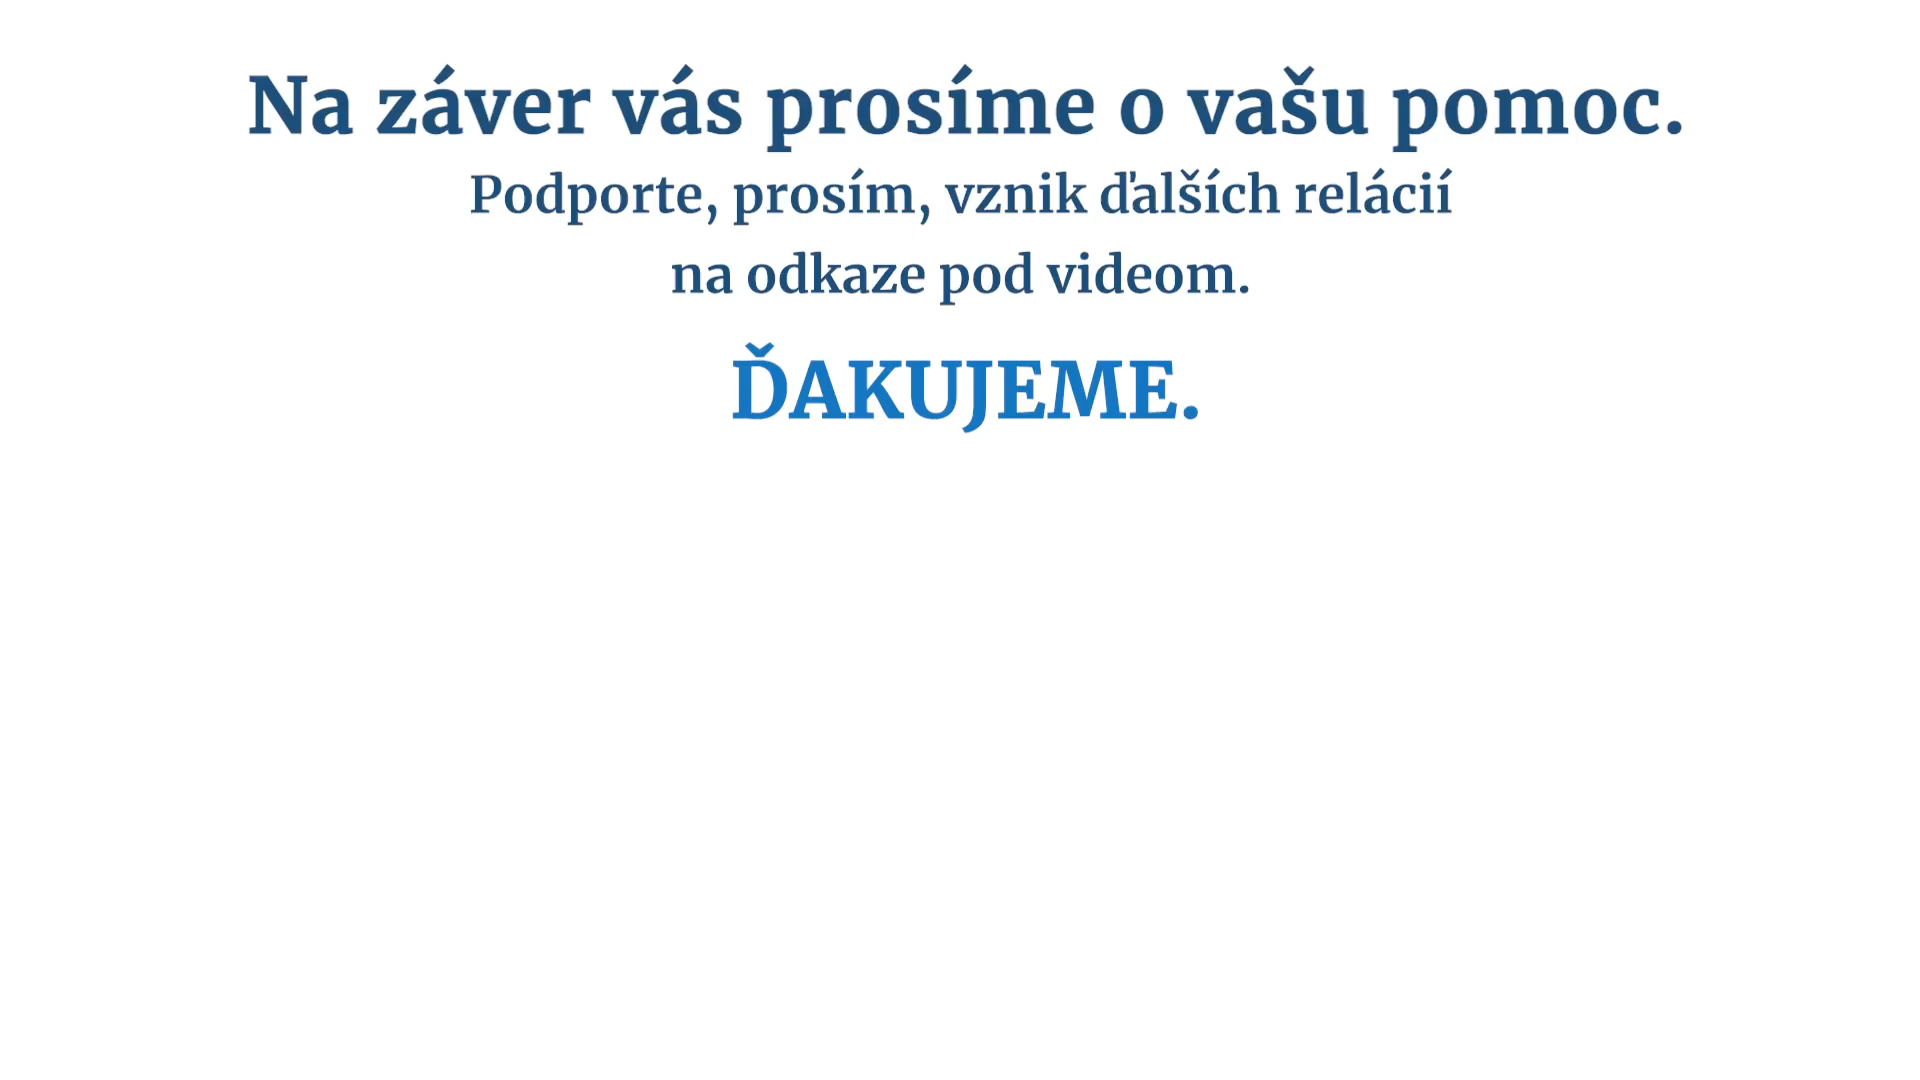 Na záver vás prosíme o vašu pomoc.
Podporte, prosím, vznik ďalších relácií
na odkaze pod videom.
ĎAKUJEME.